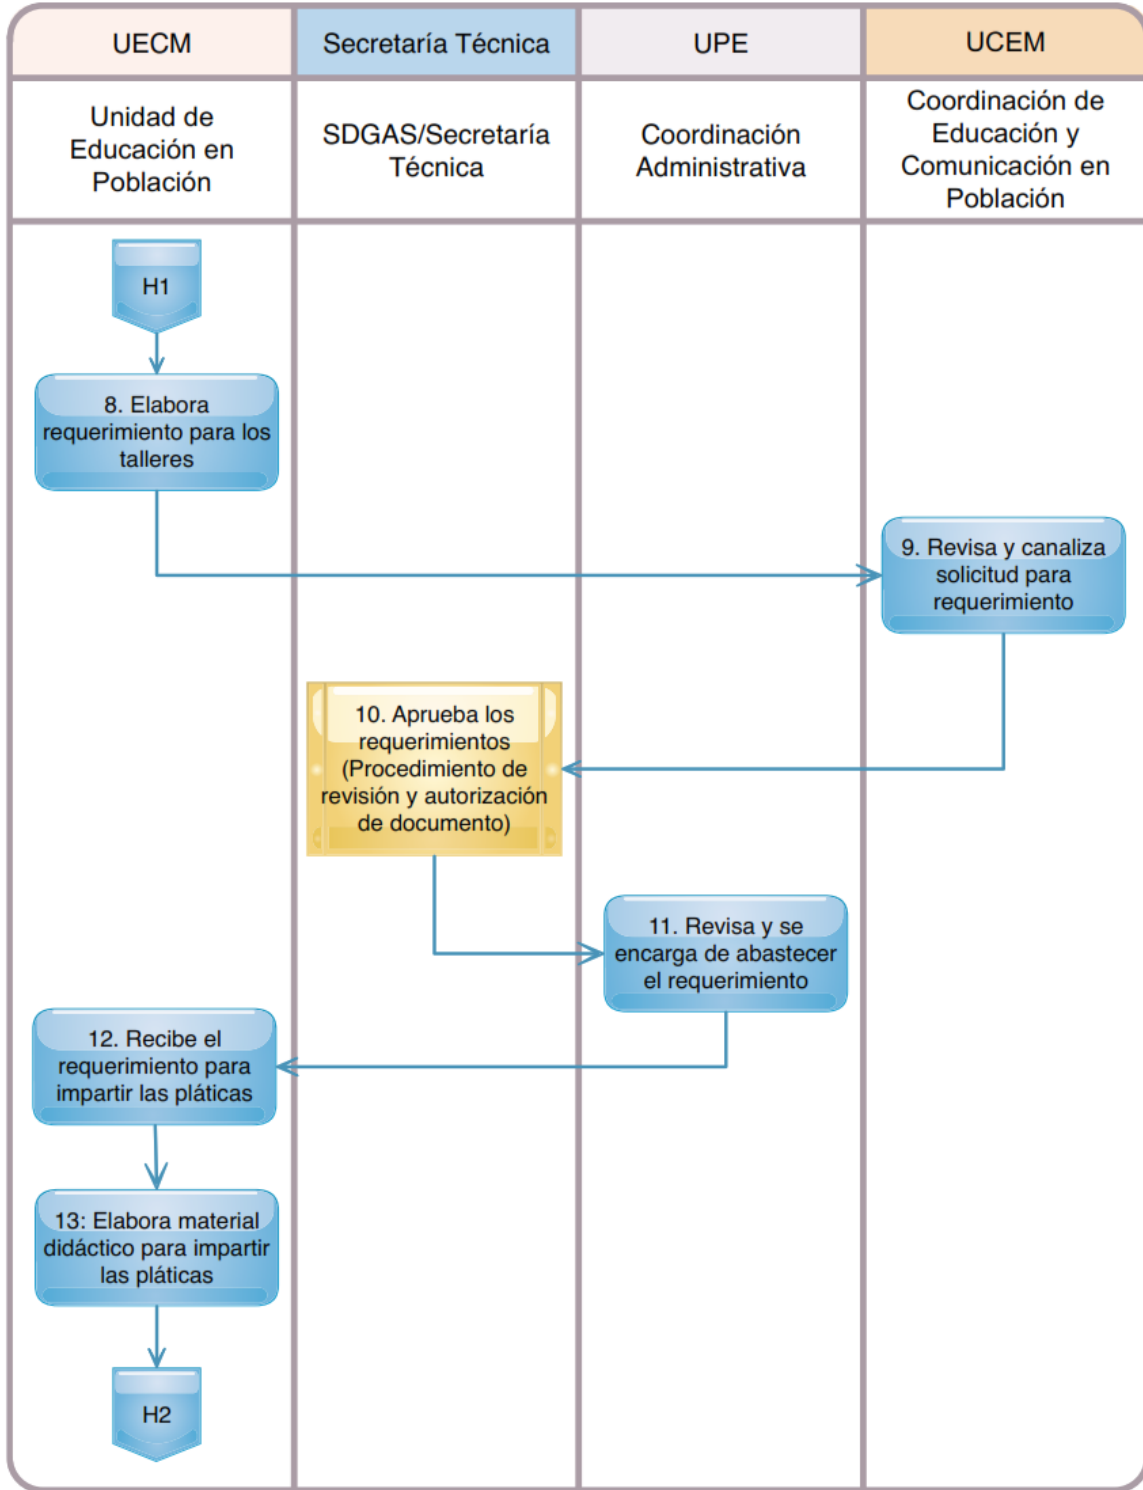 UECM
Secretaría Técnica
UPE
UCEM
Unidad de
Educación en
Población
SDGAS/Secretaría
Técnica
Coordinación
Administrativa
Coordinación de
Educación y
Comunicación en
Población
H1
8. Elabora
requerimiento para los
talleres
9. Revisa y canaliza
solicitud para
requerimiento
10. Aprueba los
requerimientos
(Procedimiento de
revisión y autorización
de documento)
11. Revisa y se
encarga de abastecer
el requerimiento
12. Recibe el
requerimiento para
impartir las pláticas
13: Elabora material
didáctico para impartir
las pláticas
H2